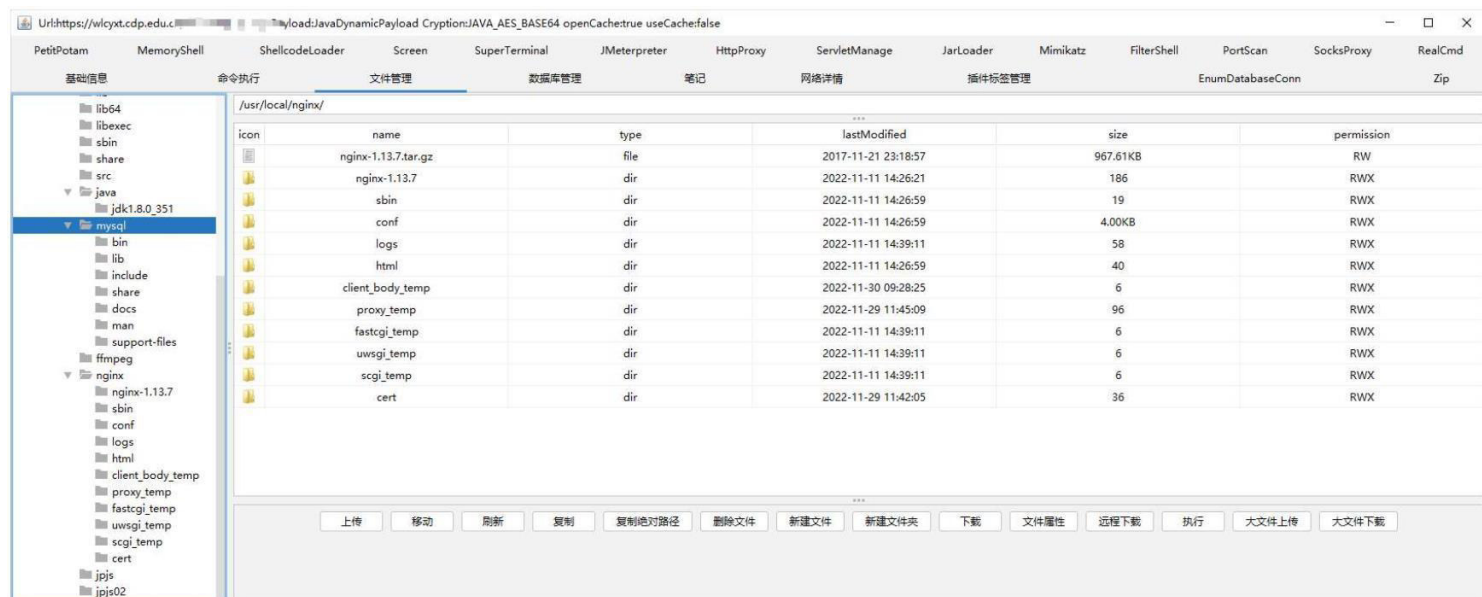 Url:https://wlcyxt.cdp.edu.c Payload:JavaDynamicPayload Cryption:JAVA_AES_BASE64 openCache:true useCache:false
PetitPotam MemoryShell ShellcodeLoader Screen SuperTerminal JMeterpreter HttpProxy ServletManage JarLoader Mimikatz FilterShell PortScan SocksProxy RealCmd
基础信息 命令执行 文件管理 数据库管理 笔记 网络详情 插件标签管理 EnumDatabaseConn Zip
lib64
libexec
sbin
share
src
java
jdk1.8.0_351
mysql
bin
lib
include
share
docs
man
support-files
ffmpeg
nginx
nginx-1.13.7
sbin
conf
logs
html
client_body_temp
proxy_temp
fastcgi_temp
uwsgi_temp
scgi_temp
cert
jpjs
jpjs02
/usr/local/nginx/
icon name type lastModified size permission
nginx-1.13.7.tar.gz file 2017-11-21 23:18:57 967.61KB RW
nginx-1.13.7 dir 2022-11-11 14:26:21 186 RWX
sbin dir 2022-11-11 14:26:59 19 RWX
conf dir 2022-11-11 14:26:59 4.00KB RWX
logs dir 2022-11-11 14:39:11 58 RWX
html dir 2022-11-11 14:26:59 40 RWX
client_body_temp dir 2022-11-30 09:28:25 6 RWX
proxy_temp dir 2022-11-29 11:45:09 96 RWX
fastcgi_temp dir 2022-11-11 14:39:11 6 RWX
uwsgi_temp dir 2022-11-11 14:39:11 6 RWX
scgi_temp dir 2022-11-11 14:39:11 6 RWX
cert dir 2022-11-29 11:42:05 36 RWX
上传 移动 刷新 复制 复制绝对路径 删除文件 新建文件 新建文件夹 下载 文件属性 远程下载 执行 大文件上传 大文件下载